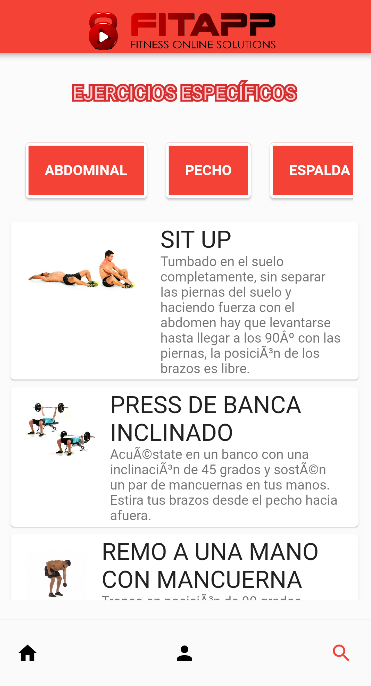 FITAPP
FITNESS ONLINE SOLUTIONS
EJERCICIOS ESPECÍFICOS
ABDOMINAL
PECHO
ESPALDA
SIT UP
Tumbado en el suelo
completamente, sin separar
las piernas del suelo y
haciendo fuerza con el
abdomen hay que levantarse
hasta llegar a los 90Âº con las
piernas, la posiciÃ³n de los
brazos es libre.
PRESS DE BANCA
INCLINADO
AcuÃ©state en un banco con una
inclinaciÃ³n de 45 grados y sostÃ©n
un par de mancuernas en tus manos.
Estira tus brazos desde el pecho hacia
afuera.
REMO A UNA MANO
CON MANCUERNA